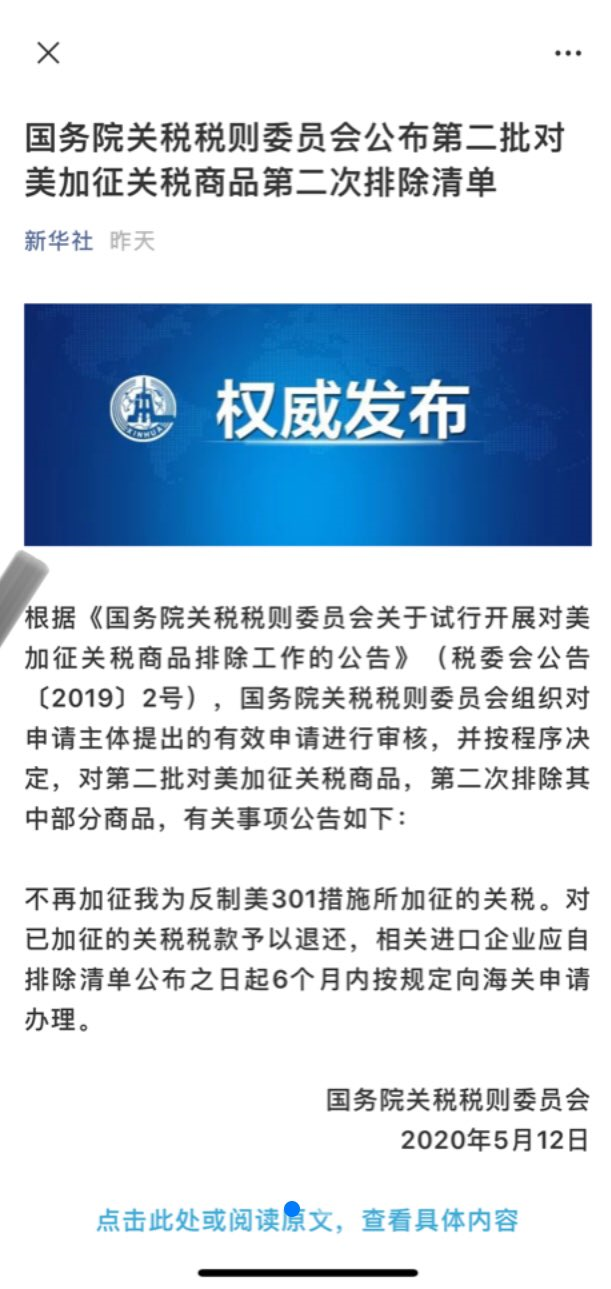 国务院关税税则委员会公布第二批对
美加征关税商品第二次排除清单
新华社 昨天
XINHUA
权威发布
根据《国务院关税税则委员会关于试行开展对美
加征关税商品排除工作的公告》（税委会公告
〔2019〕2号），国务院关税税则委员会组织对
申请主体提出的有效申请进行审核，并按程序决
定，对第二批对美加征关税商品，第二次排除其
中部分商品，有关事项公告如下：
不再加征我为反制美301措施所加征的关税。对
已加征的关税税款予以退还，相关进口企业应自
排除清单公布之日起6个月内按规定向海关申请
办理。
国务院关税税则委员会
2020年5月12日
点击此处或阅读原文，查看具体内容